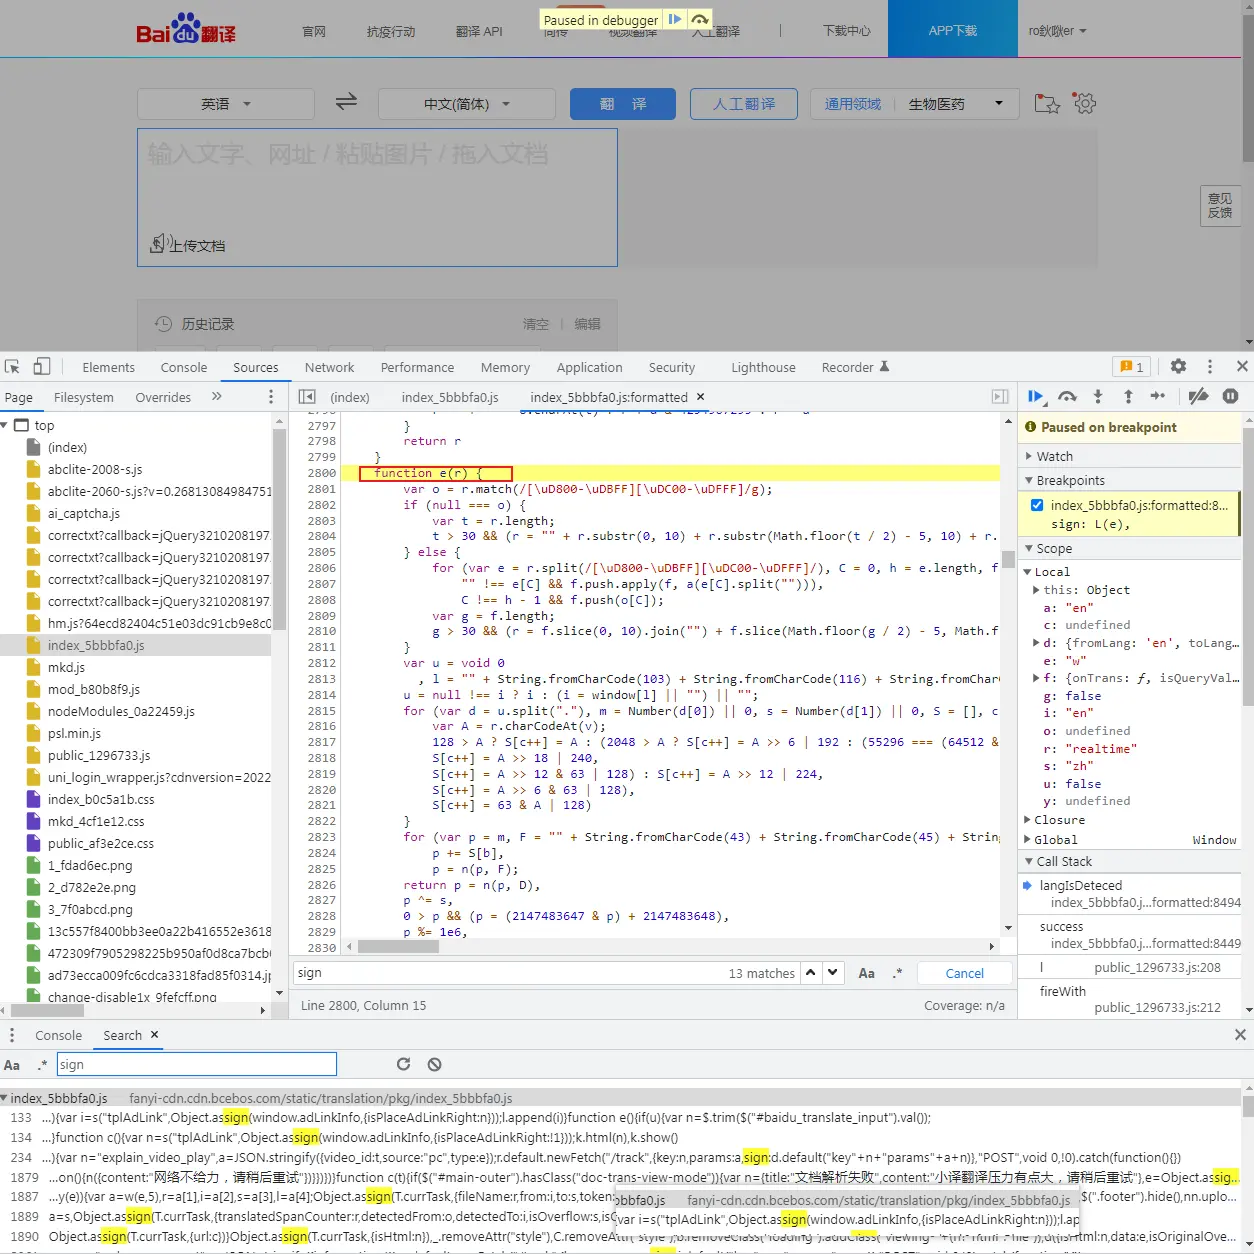 Paused in debugger
Baidu翻译
官网
抗疫行动
翻译 API
同传
视频翻译
人工翻译
下载中心
APP下载
ro欴欴er
英语
中文(简体)
翻 译
人工翻译
通用领域
生物医药
输入文字、网址 / 粘贴图片 / 拖入文档
上传文档
意见
反馈
历史记录
清空
编辑
Elements
Console
Sources
Network
Performance
Memory
Application
Security
Lighthouse
Recorder
1
Page
Filesystem
Overrides
(index)
index_5bbbfa0.js
index_5bbbfa0.js:formatted
top
(index)
abclite-2008-s.js
abclite-2060-s.js?v=0.26813084984751
ai_captcha.js
correctxt?callback=jQuery3210208197
correctxt?callback=jQuery3210208197
correctxt?callback=jQuery3210208197
correctxt?callback=jQuery3210208197
hm.js?64ecd82404c51e03dc91cb9e8c0
index_5bbbfa0.js
mkd.js
mod_b80b8f9.js
nodeModules_0a22459.js
psl.min.js
public_1296733.js
uni_login_wrapper.js?cdnversion=2022
index_b0c5a1b.css
mkd_4cf1e12.css
public_af3e2ce.css
1_fdad6ec.png
2_d782e2e.png
3_7f0abcd.png
13c557f8400bb3ee0a22b416552e3618
472309f7905298225b950af0d8ca7bcb
ad73ecca009fc6cdca3318fad85f0314.jp
change-disable1x_9fefcff.png
2797 }
2798 return r
2799 }
2800 function e(r) {
2801 var o = r.match(/[\uD800-\uDBFF][\uDC00-\uDFFF]/g);
2802 if (null === o) {
2803 var t = r.length;
2804 t > 30 && (r = "" + r.substr(0, 10) + r.substr(Math.floor(t / 2) - 5, 10) + r.
2805 } else {
2806 for (var e = r.split(/[\uD800-\uDBFF][\uDC00-\uDFFF]/), C = 0, h = e.length, f
2807 "" !== e[C] && f.push.apply(f, a(e[C].split(""))),
2808 C !== h - 1 && f.push(o[C]);
2809 var g = f.length;
2810 g > 30 && (r = f.slice(0, 10).join("") + f.slice(Math.floor(g / 2) - 5, Math.f
2811 }
2812 var u = void 0
2813 , l = "" + String.fromCharCode(103) + String.fromCharCode(116) + String.fromChar
2814 u = null !== i ? i : (i = window[l] || "") || "";
2815 for (var d = u.split("."), m = Number(d[0]) || 0, s = Number(d[1]) || 0, S = [], c
2816 var A = r.charCodeAt(v);
2817 128 > A ? S[c++] = A : (2048 > A ? S[c++] = A >> 6 | 192 : (55296 === (64512 &
2818 S[c++] = A >> 18 | 240,
2819 S[c++] = A >> 12 & 63 | 128) : S[c++] = A >> 12 | 224,
2820 S[c++] = A >> 6 & 63 | 128),
2821 S[c++] = 63 & A | 128)
2822 }
2823 for (var p = m, F = "" + String.fromCharCode(43) + String.fromCharCode(45) + Strin
2824 p += S[b],
2825 p = n(p, F);
2826 return p = n(p, D),
2827 p ^= s,
2828 0 > p && (p = (2147483647 & p) + 2147483648),
2829 p %= 1e6,
2830
sign
13 matches
Aa
.*
Cancel
Line 2800, Column 15
Coverage: n/a
Paused on breakpoint
Watch
Breakpoints
index_5bbbfa0.js:formatted:8...
sign: L(e),
Scope
Local
this: Object
a: "en"
c: undefined
d: {fromLang: 'en', toLang…
e: "w"
f: {onTrans: ƒ, isQueryVal…
g: false
i: "en"
o: undefined
r: "realtime"
s: "zh"
u: false
y: undefined
Closure
Global Window
Call Stack
langIsDeteced
index_5bbbfa0.j...formatted:8494
success
index_5bbbfa0.j...formatted:8449
l public_1296733.js:208
fireWith
public_1296733.js:212
Console
Search
Aa
.*
sign
index_5bbbfa0.js fanyi-cdn.cdn.bcebos.com/static/translation/pkg/index_5bbbfa0.js
133 ...){var i=s("tplAdLink",Object.assign(window.adLinkInfo,{isPlaceAdLinkRight:n}));l.append(i)}function e(){if(u){var n=$.trim($("#baidu_translate_input").val());
134 ...}function c(){var n=s("tplAdLink",Object.assign(window.adLinkInfo,{isPlaceAdLinkRight:!1}));k.html(n),k.show()
234 ...){var n="explain_video_play",a=JSON.stringify({video_id:t,source:"pc",type:e});r.default.newFetch("/track",{key:n,params:a,sign:d.default("key"+n+"params"+a+n)},"POST",void 0,!0).catch(function(){})
1879 ...on(){n({content:"网络不给力，请稍后重试"})}})})}function c(t){if($("#main-outer").hasClass("doc-trans-view-mode")){var n={title:"文档解析失败",content:"小译翻译压力有点大，请稍后重试"},e=Object.assig...
1887 ...y(e)){var a=w(e,5),r=a[1],i=a[2],s=a[3],l=a[4];Object.assign(T.currTask,{fileName:r,from:i,to:s,token:
$(".footer").hide(),nn.uplo...
bbbfa0.js fanyi-cdn.cdn.bcebos.com/static/translation/pkg/index_5bbbfa0.js
{var i=s("tplAdLink",Object.assign(window.adLinkInfo,{isPlaceAdLinkRight:n}));l.ap
1889 a=s,Object.assign(T.currTask,{translatedSpanCounter:r,detectedFrom:o,detectedTo:i,isOverflow:s,isC
1890 Object.assign(T.currTask,{url:c})}Object.assign(T.currTask,{isHtml:n}),_.removeAttr("style"),C.removeAttr("style")